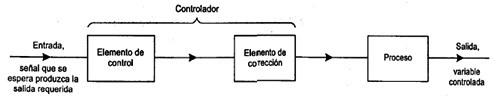 Controlador
Entrada,
señal que se
espera produzca la
salida requerida
Elemento de
control
Elemento de
corección
Proceso
Salida,
variable
controlada